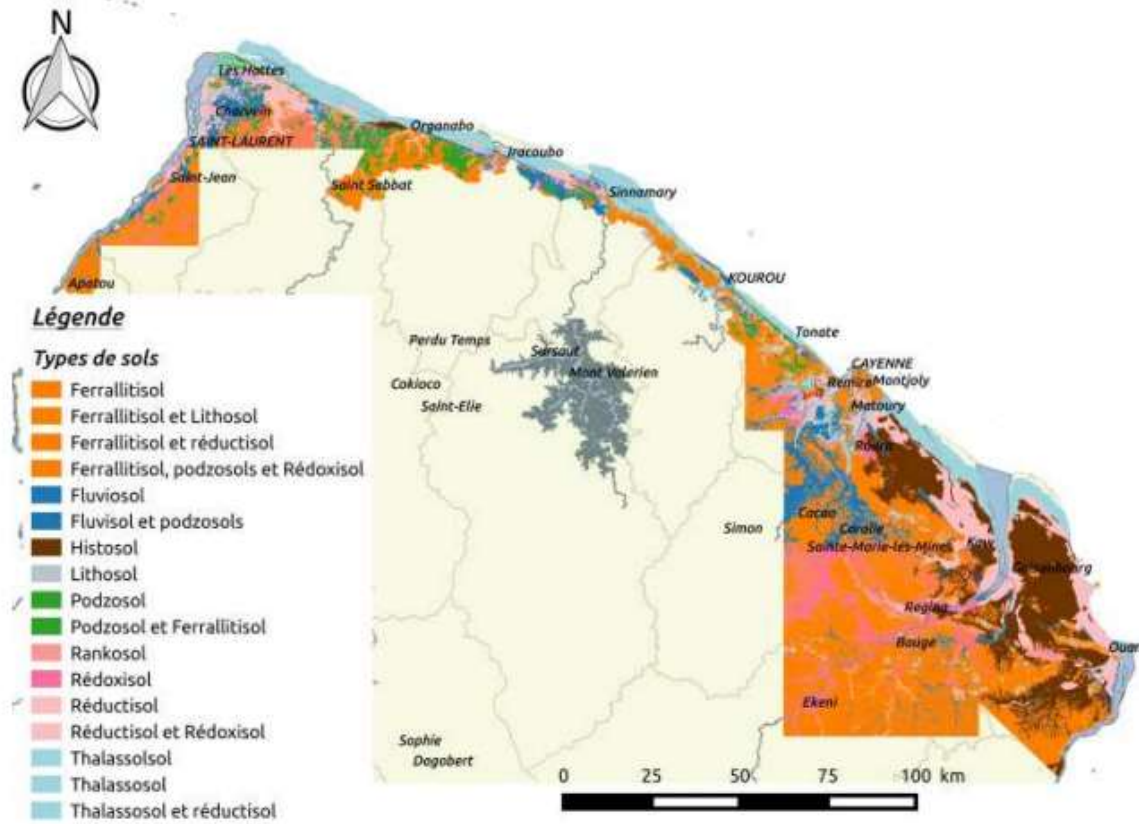 N
Les Hattes
Charvein
Organabo
SAINT-LAURENT
Iracoubo
Saint-Jean
Saint Sabbat
Sinnamary
Apatou
KOUROU
Légende
Tonate
Perdu Temps
Sursaut
Types de sols
CAYENNE
Mont Valerien
Cokioco
Remire
Montjoly
Saint-Elie
Matoury
Ferrallitisol
Ferrallitisol et Lithosol
Ferrallitisol et réductisol
Roura
Ferrallitisol, podzosols et Rédoxisol
Fluviosol
Cacao
Fluvisol et podzosols
Simon
Coralie
Histosol
Sainte-Marie-les-Mines
Kaw
Lithosol
Guisanbourg
Podzosol
Regina
Podzosol et Ferrallitisol
Bauge
Ouan
Rankosol
Rédoxisol
Réductisol
Ekeni
Réductisol et Rédoxisol
Sophie
Thalassolsol
Dagobert
Thalassosol
0 25 50 75 100 km
Thalassosol et réductisol